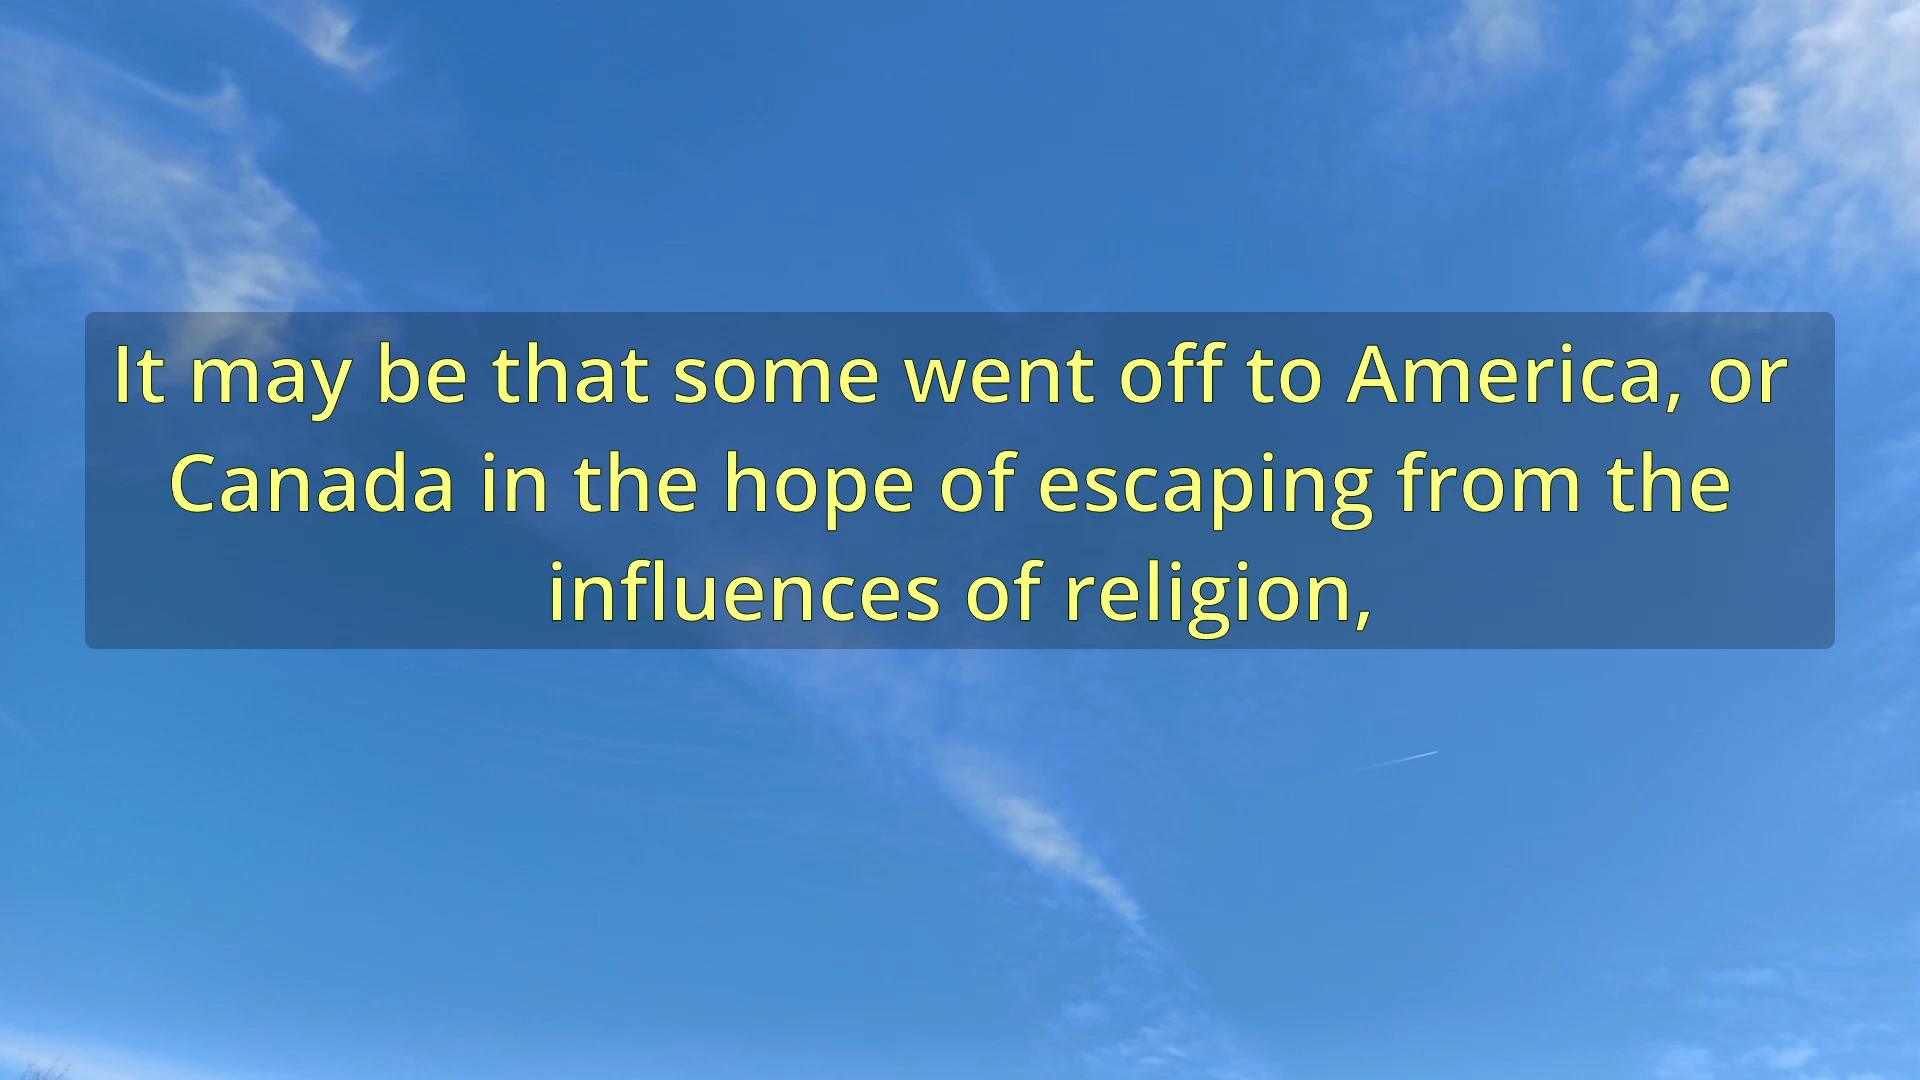 It may be that some went off to America, or
Canada in the hope of escaping from the
influences of religion,